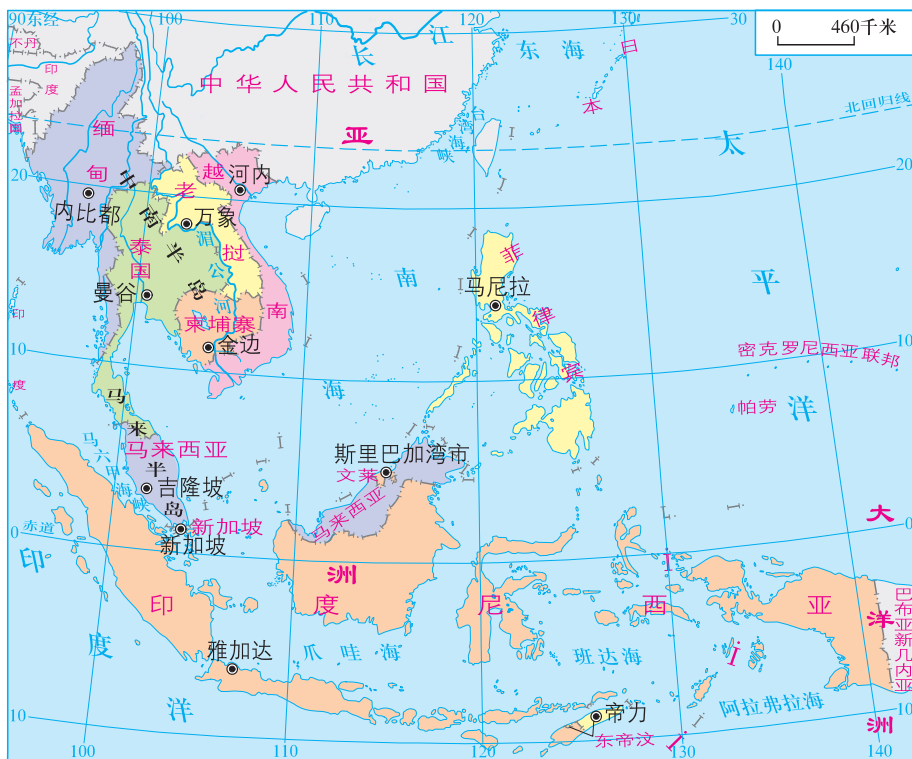 90东经
100
110
120
130
30
0
460千米
不丹
印度
孟加拉国
长江
东海
日本
140
中华人民共和国
台湾海峡
北回归线
亚
太
缅甸
20
越
河内
老
内比都
中南半岛
万象
20
湄公河
挝
泰国
曼谷
南
菲
平
马尼拉
律
印度
柬埔寨
南
金边
10
宾
10
密克罗尼西亚联邦
海
帕劳
洋
马
来
马来西亚
马六甲海峡
半
吉隆坡
岛
斯里巴加湾市
文莱
马来西亚
新加坡
新加坡
赤道
0
大
0
印
洲
印
度
尼
西
亚
洋
巴布亚新几内亚
度
雅加达
爪哇海
班达海
洋
帝力
阿拉弗拉海
10
10
东帝汶
洲
100
110
120
130
140